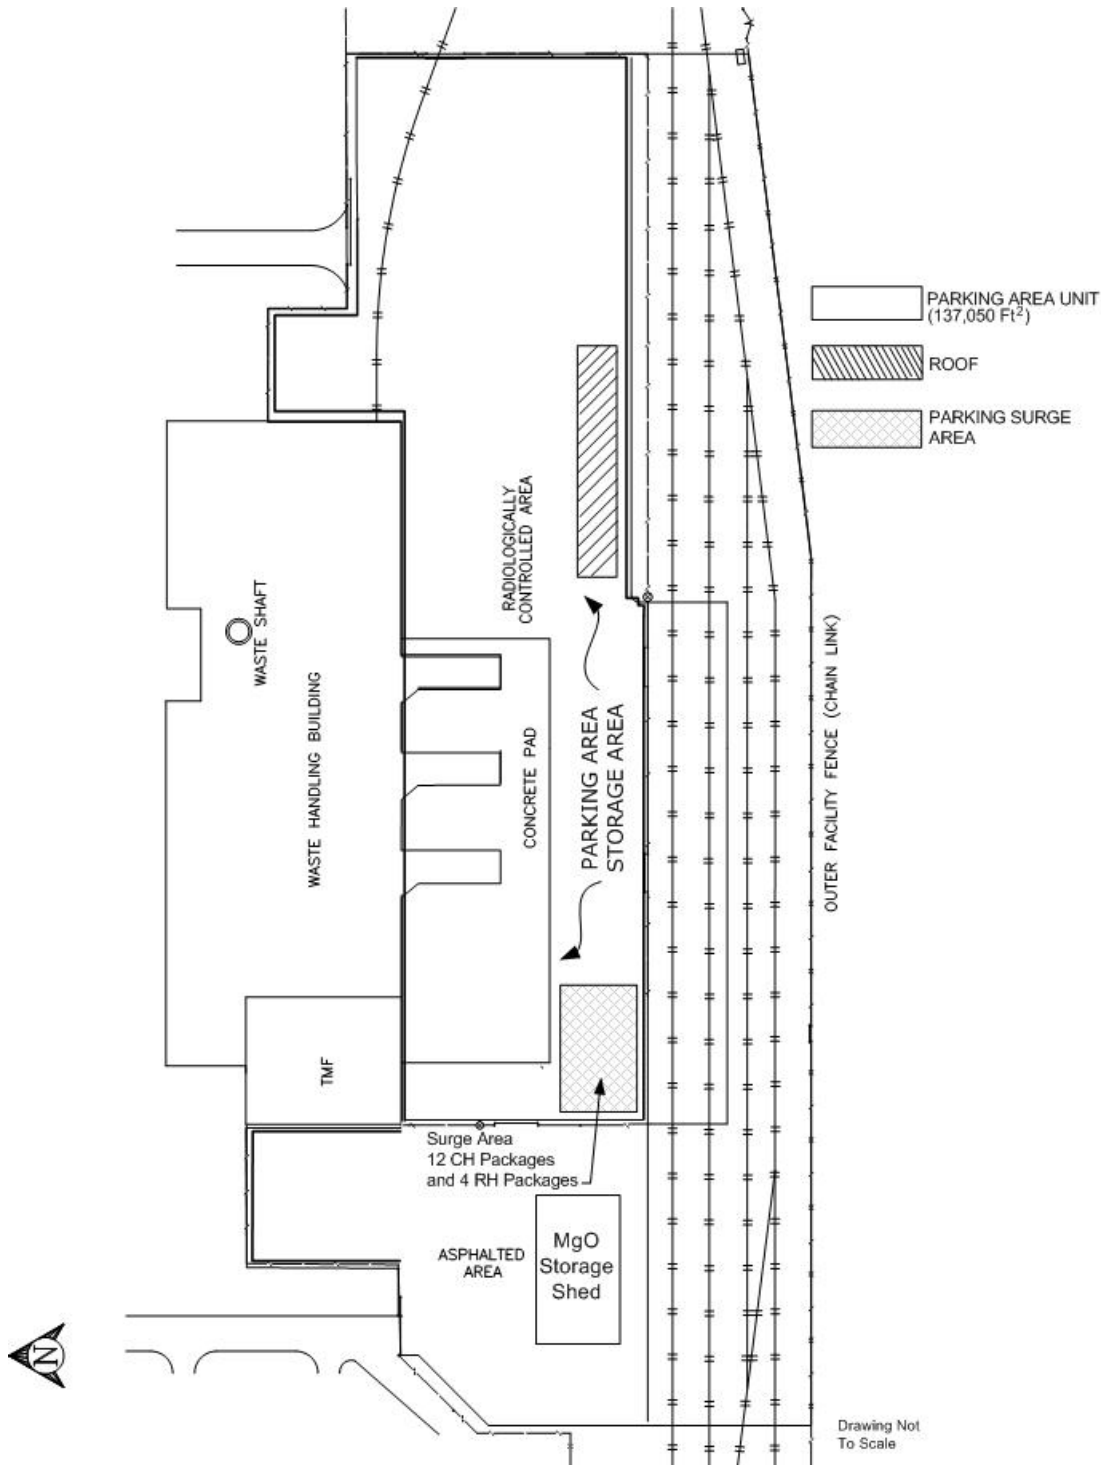 PARKING AREA UNIT
(137,050 Ft²)
ROOF
PARKING SURGE
AREA
RADIOLOGICALLY
CONTROLLED AREA
WASTE SHAFT
WASTE HANDLING BUILDING
CONCRETE PAD
PARKING AREA
STORAGE AREA
OUTER FACILITY FENCE (CHAIN LINK)
TMF
Surge Area
12 CH Packages
and 4 RH Packages
ASPHALTED
AREA
MgO
Storage
Shed
N
Drawing Not
To Scale